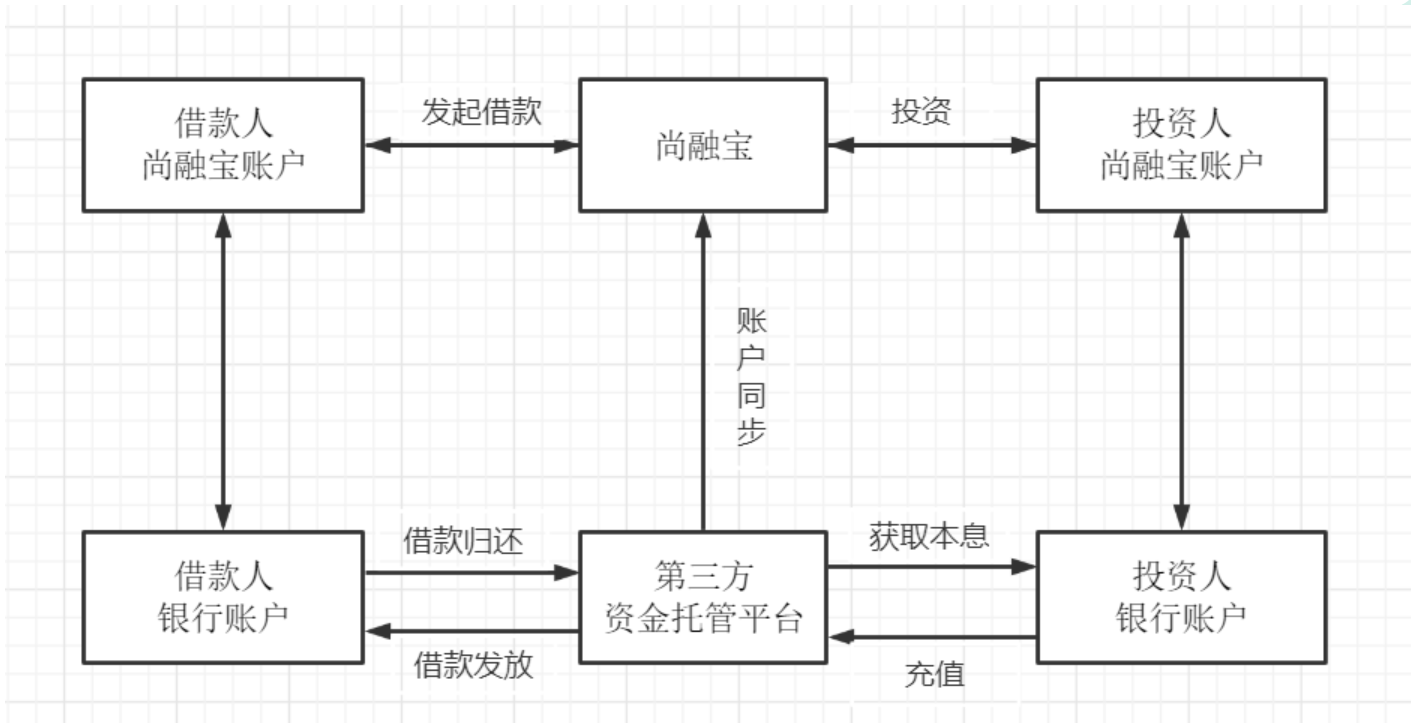 发起借款
投资
借款人
尚融宝账户
尚融宝
投资人
尚融宝账户
账
户
同
步
借款归还
获取本息
借款人
银行账户
第三方
资金托管平台
投资人
银行账户
借款发放
充值